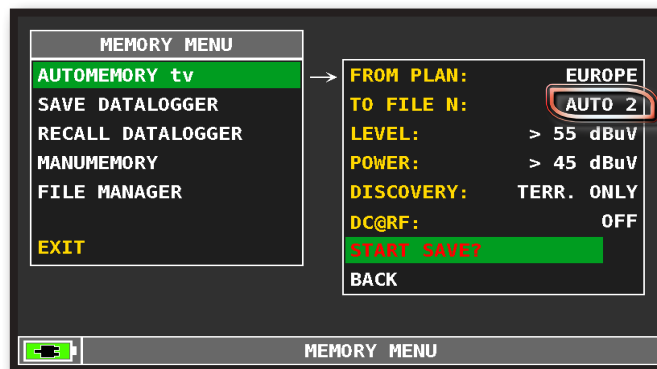 MEMORY MENU
AUTOMEMORY tv
SAVE DATALOGGER
RECALL DATALOGGER
MANUMEMORY
FILE MANAGER
EXIT
FROM PLAN: EUROPE
TO FILE N: AUTO 2
LEVEL: > 55 dBuV
POWER: > 45 dBuV
DISCOVERY: TERR. ONLY
DC@RF: OFF
START SAVE?
BACK
MEMORY MENU